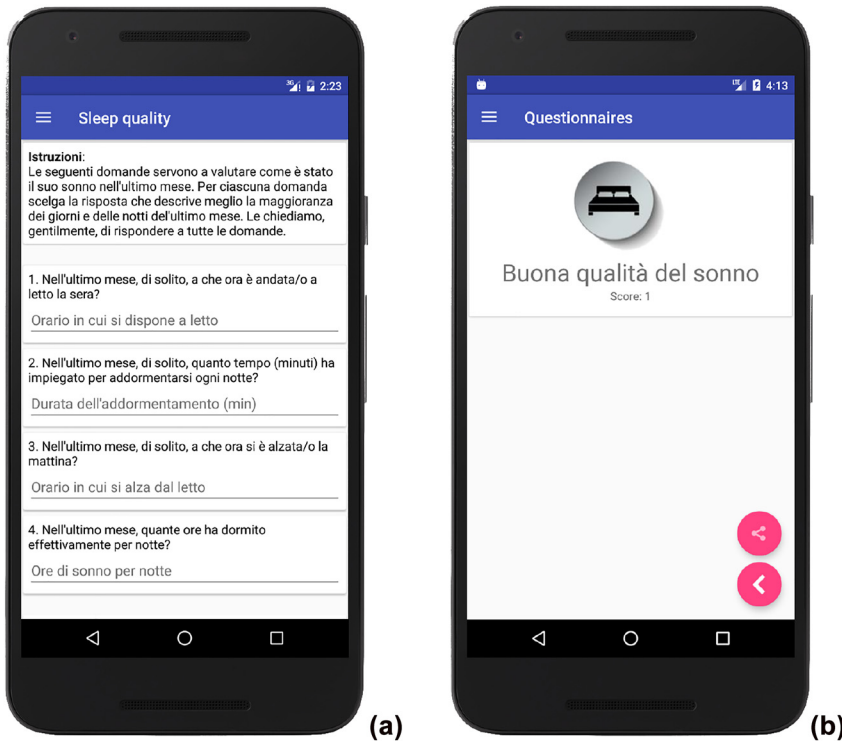 3G 2:23
Sleep quality
Istruzioni:
Le seguenti domande servono a valutare come è stato
il suo sonno nell'ultimo mese. Per ciascuna domanda
scelga la risposta che descrive meglio la maggioranza
dei giorni e delle notti del'ultimo mese. Le chiediamo,
gentilmente, di rispondere a tutte le domande.
1. Nell'ultimo mese, di solito, a che ora è andata/o a
letto la sera?
Orario in cui si dispone a letto
2. Nell'ultimo mese, di solito, quanto tempo (minuti) ha
impiegato per addormentarsi ogni notte?
Durata dell'addormentamento (min)
3. Nell'ultimo mese, di solito, a che ora si è alzata/o la
mattina?
Orario in cui si alza dal letto
4. Nell'ultimo mese, quante ore ha dormito
effettivamente per notte?
Ore di sonno per notte
(a)
LTE 4:13
Questionnaires
Buona qualità del sonno
Score: 1
(b)